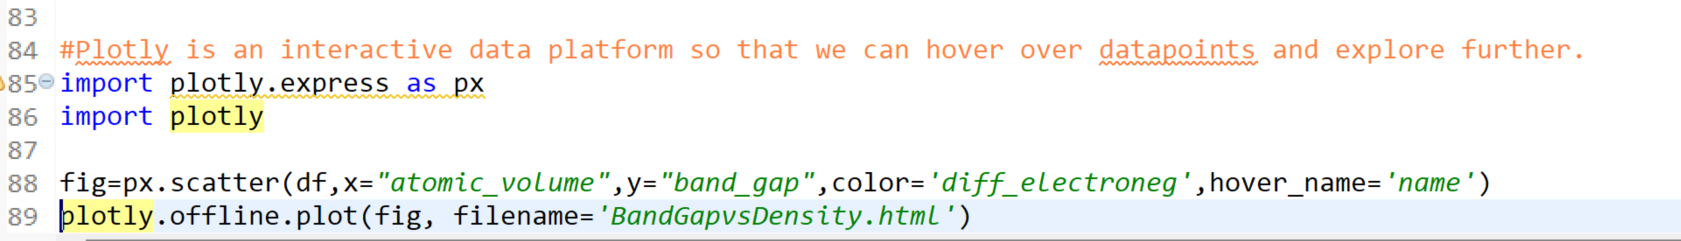 83
84 #Plotly is an interactive data platform so that we can hover over datapoints and explore further.
85 import plotly.express as px
86 import plotly
87
88 fig=px.scatter(df,x="atomic_volume",y="band_gap",color='diff_electroneg',hover_name='name')
89 plotly.offline.plot(fig, filename='BandGapvsDensity.html')